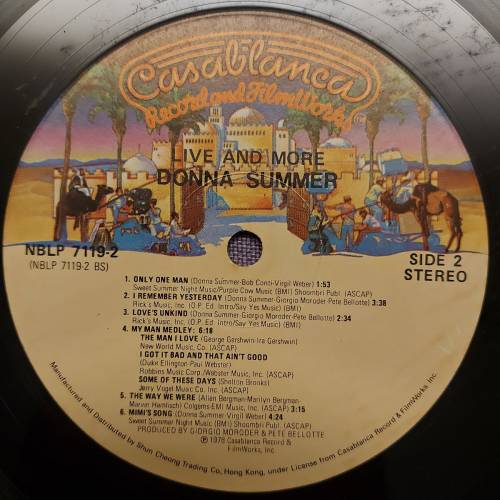 Casablanca
Record and FilmWorks
LIVE AND MORE
DONNA SUMMER
NBLP 7119-2
(NBLP 7119-2 BS)
SIDE 2
STEREO
1. ONLY ONE MAN (Donna Summer-Bob Conti-Virgil Weber) 1:53
Sweet Summer Night Music/Purple Cow Music (BMI) Shoombri Publ. (ASCAP)
2. I REMEMBER YESTERDAY (Donna Summer-Giorgio Moroder-Pete Bellotte) 3:38
Rick's Music, Inc. (O.P. Ed. Intro/Say Yes Music) (BMI)
3. LOVE'S UNKIND (Donna Summer-Giorgio Moroder-Pete Bellotte) 2:34
Rick's Music, Inc. (O.P. Ed. Intro/Say Yes Music) (BMI)
4. MY MAN MEDLEY: 6:18
THE MAN I LOVE (George Gershwin-Ira Gershwin)
New World Music, Co. (ASCAP)
I GOT IT BAD AND THAT AIN'T GOOD
(Duke Ellington-Paul Webster)
Robbins Music Corp./Webster Music, Inc. (ASCAP)
SOME OF THESE DAYS (Shelton Brooks)
Jerry Vogel Music Co. Inc. (ASCAP)
5. THE WAY WE WERE (Allan Bergman-Marilyn Bergman-
Marvin Hamlisch) Colgems-EMI Music, Inc. (ASCAP) 3:15
6. MIMI'S SONG (Donna Summer-Virgil Weber) 4:24
Sweet Summer Night Music (BMI) Shoombri Publ. (ASCAP)
PRODUCED BY GIORGIO MORODER & PETE BELLOTTE
℗ 1978 Casablanca Record &
FilmWorks, Inc.
Manufactured and Distributed by Shun Cheong Trading Co, Hong Kong, under License from Casablanca Record & FilmWorks, Inc.